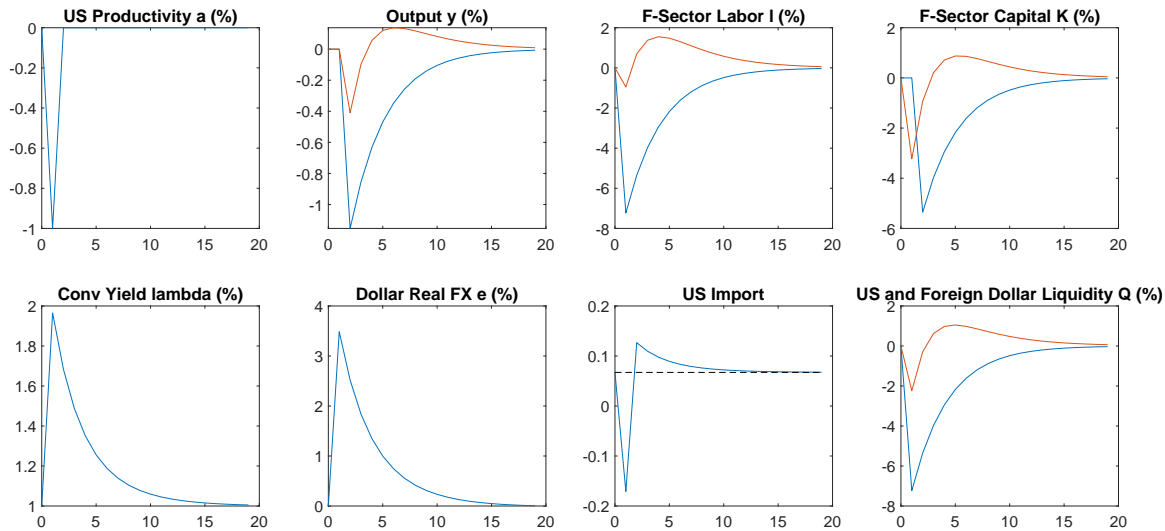 US Productivity a (%)
0
-0.2
-0.4
-0.6
-0.8
-1
0 5 10 15 20
Output y (%)
0
-0.2
-0.4
-0.6
-0.8
-1
0 5 10 15 20
F-Sector Labor l (%)
2
0
-2
-4
-6
-8
0 5 10 15 20
F-Sector Capital K (%)
2
0
-2
-4
-6
0 5 10 15 20
Conv Yield lambda (%)
2
1.8
1.6
1.4
1.2
1
0 5 10 15 20
Dollar Real FX e (%)
4
3
2
1
0
0 5 10 15 20
US Import
0.2
0.1
0
-0.1
-0.2
0 5 10 15 20
US and Foreign Dollar Liquidity Q (%)
2
0
-2
-4
-6
-8
0 5 10 15 20